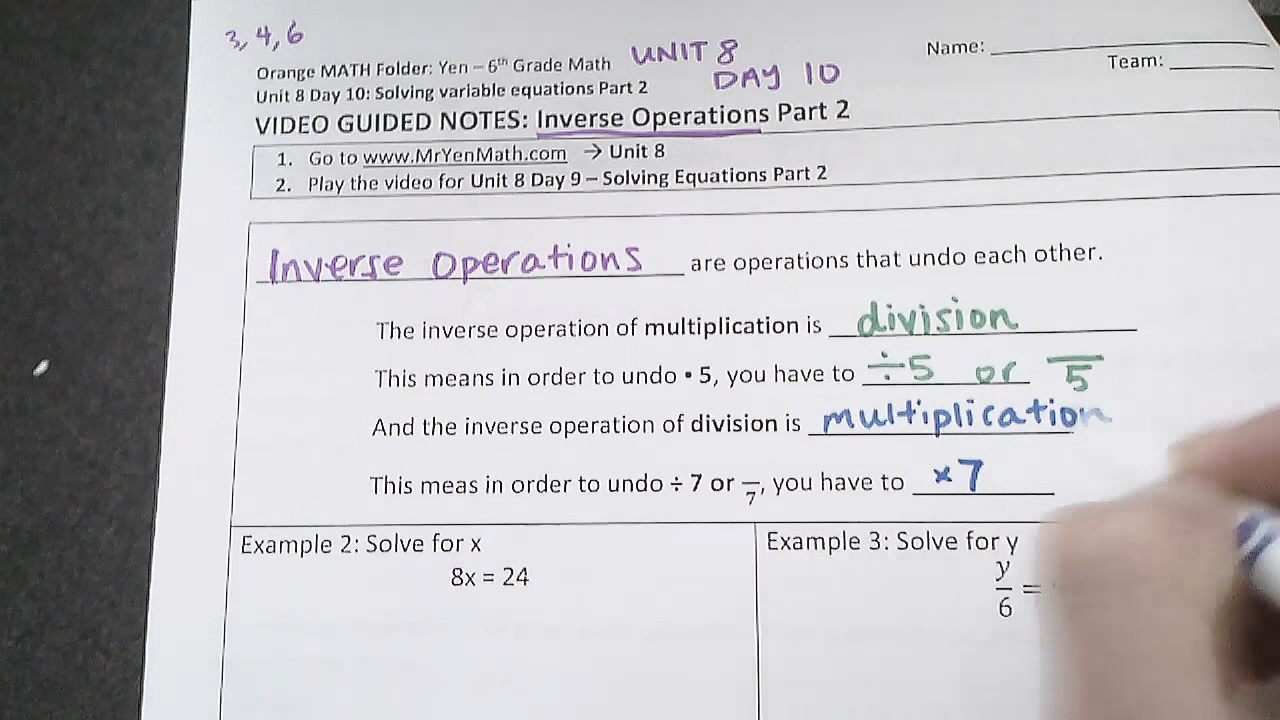 3, 4, 6
Orange MATH Folder: Yen – 6th Grade Math
UNIT 8
Name: ____________________
Team: __________
Unit 8 Day 10: Solving variable equations Part 2
DAY 10
VIDEO GUIDED NOTES: Inverse Operations Part 2
1. Go to www.MrYenMath.com → Unit 8
2. Play the video for Unit 8 Day 9 – Solving Equations Part 2
Inverse Operations are operations that undo each other.
The inverse operation of multiplication is division
This means in order to undo • 5, you have to ÷5 or —/5
And the inverse operation of division is multiplication
This meas in order to undo ÷ 7 or —/7, you have to ×7
Example 2: Solve for x
8x = 24
Example 3: Solve for y
y/6 =